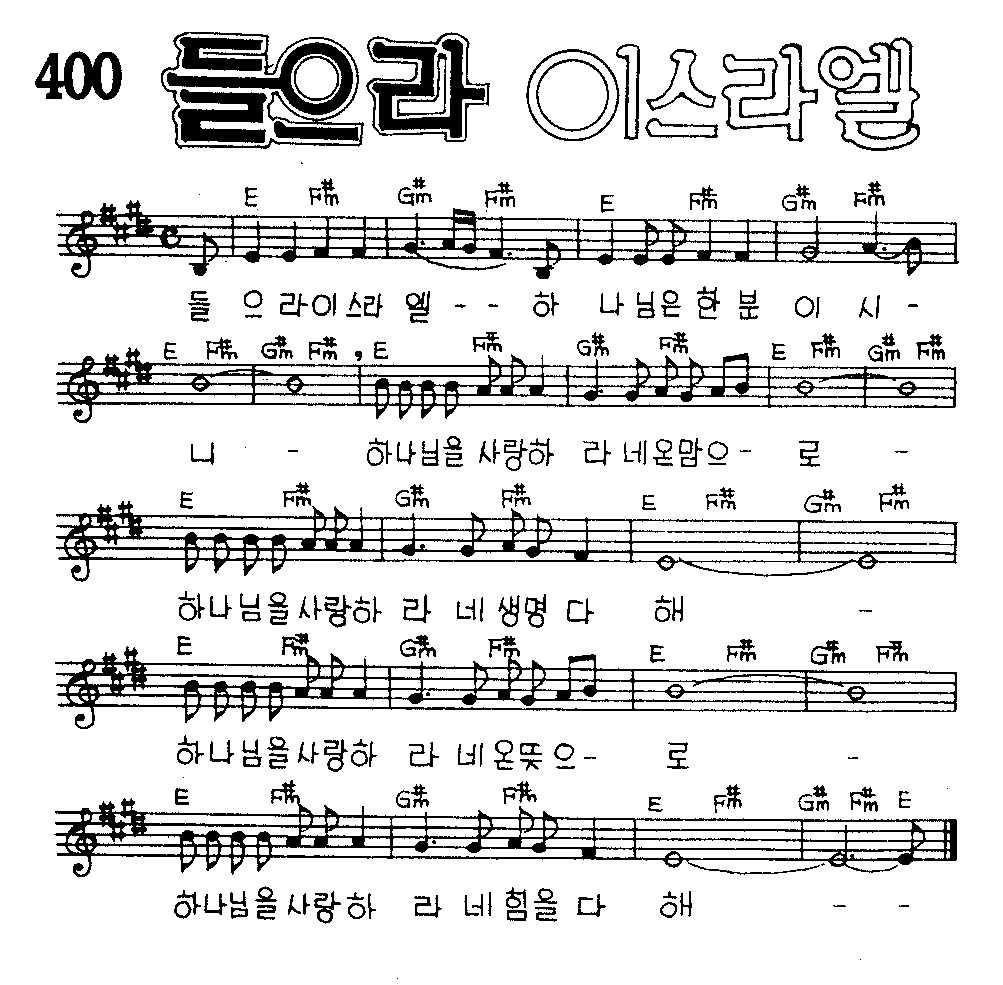 400 들으라 이스라엘
E F#m G#m F#m E F#m G#m F#m
들 으 라이스라 엘 - - 하 나님은 한 분 이 시 -
E F#m G#m F#m , E F#m G#m F#m E F#m G#m F#m
니 - 하나님을 사랑하 라 네온맘으 - 로 -
E F#m G#m F#m E F#m G#m F#m
하나님을사랑하 라 네 생명 다 해 -
E F#m G#m F#m E F#m G#m F#m
하나님을사랑하 라 네 온뜻 으 - 로 -
E F#m G#m F#m E F#m G#m F#m E
하나님을 사랑하 라 네 힘을 다 해 - -